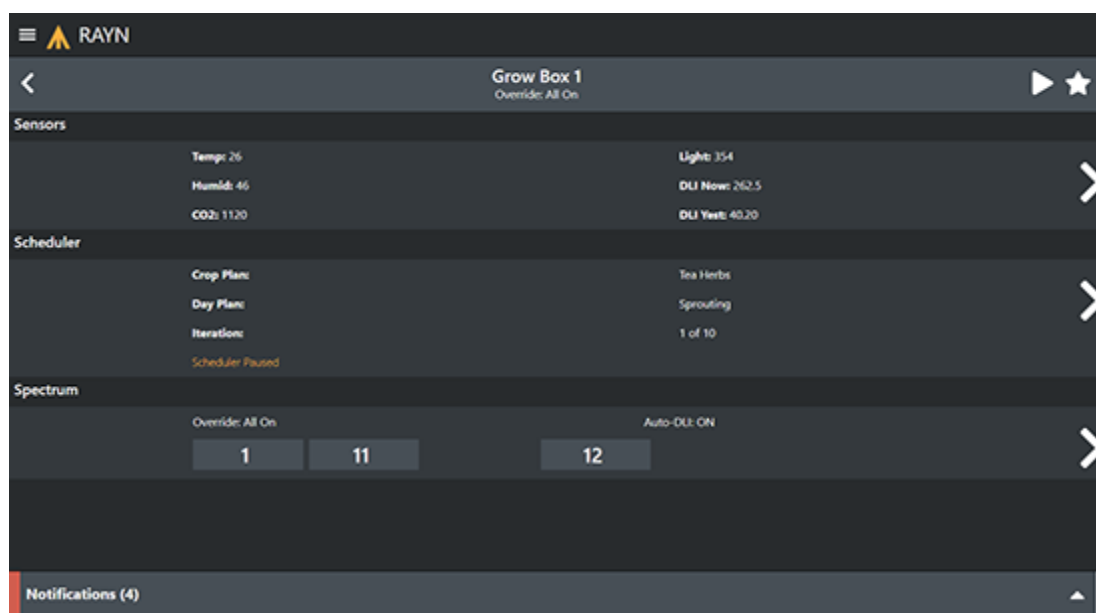 RAYN
Grow Box 1
Override: All On
Sensors
Temp: 26
Light: 354
Humid: 46
DLI Now: 262.5
CO2: 1120
DLI Yest: 40.20
Scheduler
Crop Plan:
Tea Herbs
Day Plan:
Sprouting
Iteration:
1 of 10
Scheduler Paused
Spectrum
Override: All On
Auto-DLI: ON
1 11 12
Notifications (4)